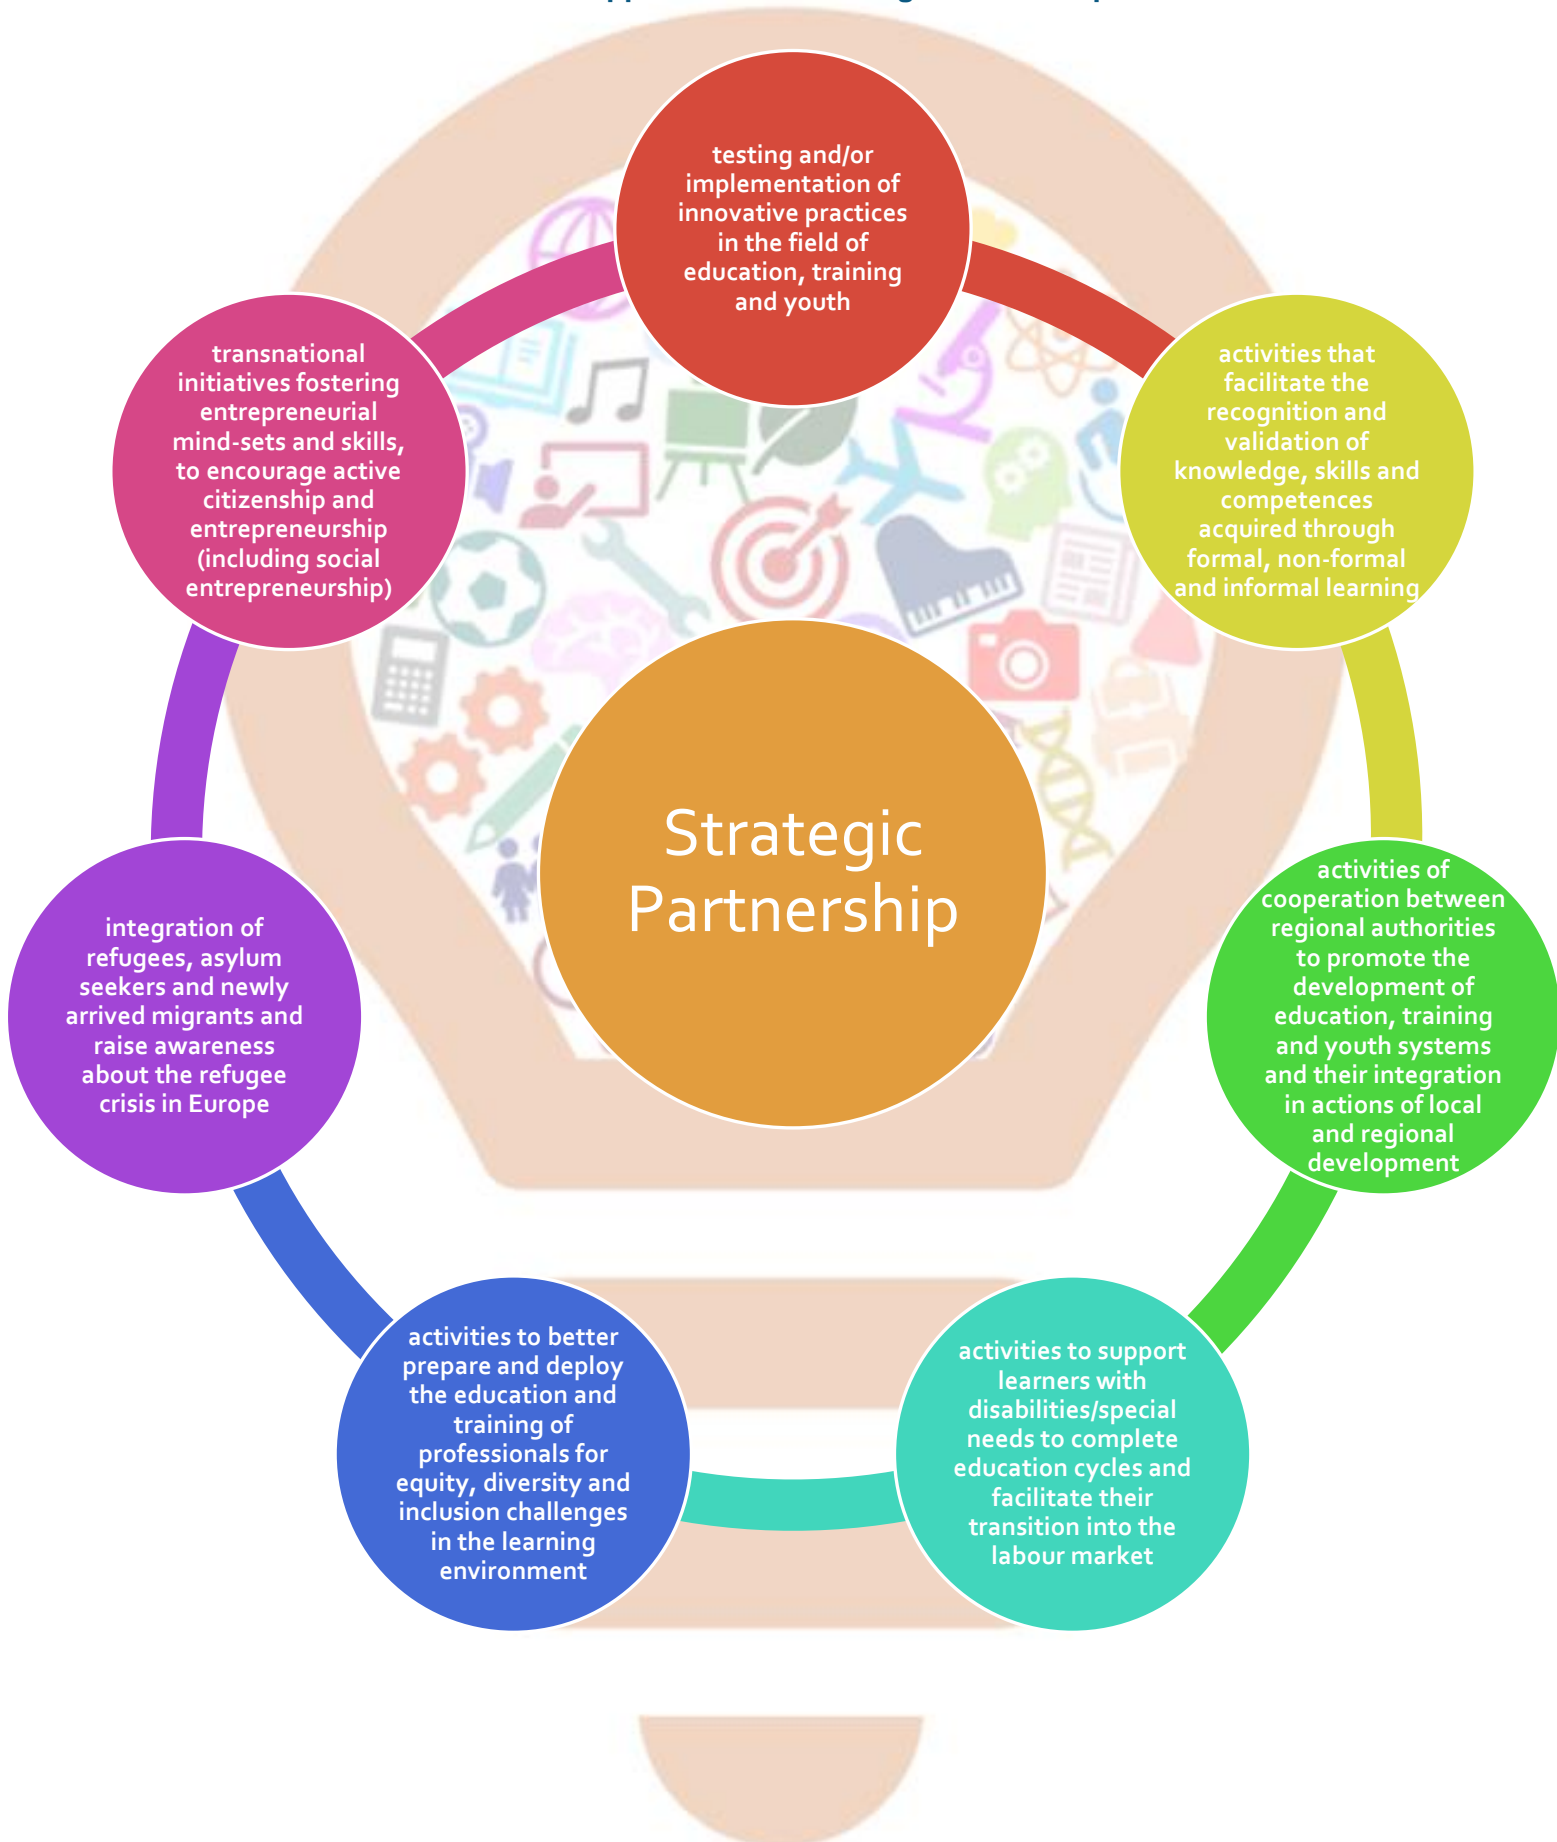 testing and/or
implementation of
innovative practices
in the field of
education, training
and youth
activities that
facilitate the
recognition and
validation of
knowledge, skills and
competences
acquired through
formal, non-formal
and informal learning
activities of
cooperation between
regional authorities
to promote the
development of
education, training
and youth systems
and their integration
in actions of local
and regional
development
activities to support
learners with
disabilities/special
needs to complete
education cycles and
facilitate their
transition into the
labour market
activities to better
prepare and deploy
the education and
training of
professionals for
equity, diversity and
inclusion challenges
in the learning
environment
integration of
refugees, asylum
seekers and newly
arrived migrants and
raise awareness
about the refugee
crisis in Europe
transnational
initiatives fostering
entrepreneurial
mind-sets and skills,
to encourage active
citizenship and
entrepreneurship
(including social
entrepreneurship)
Strategic
Partnership